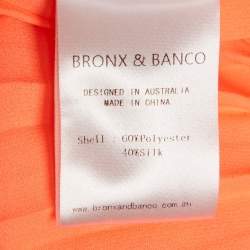 BRONX & BANCO
DESIGNED IN AUSTRALIA
MADE IN CHINA
Shell : 60%Polyester
40%Silk
www.bronxandbanco.com.au